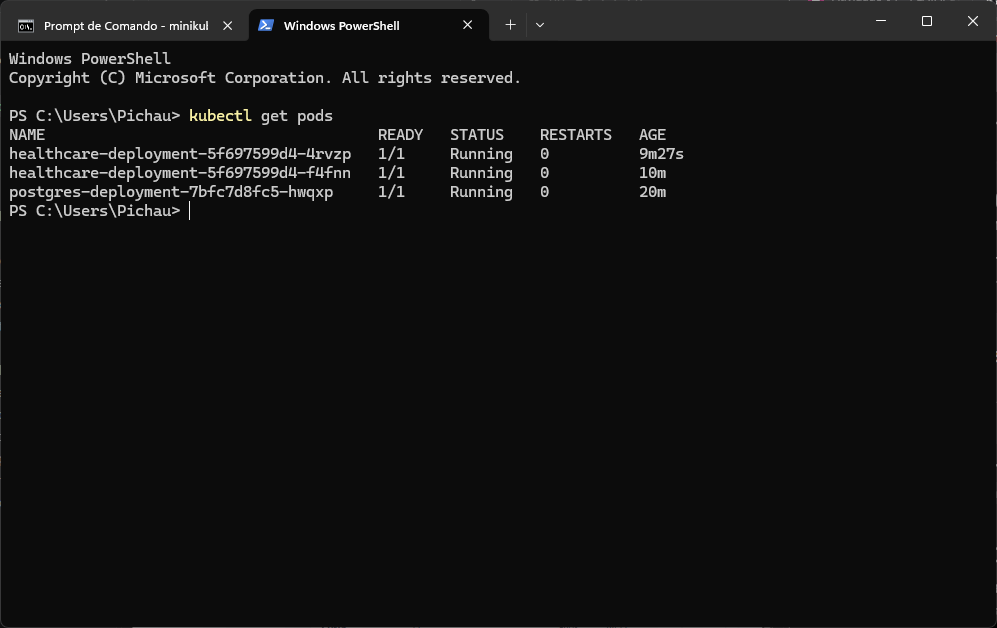 Prompt de Comando - minikul
Windows PowerShell
Windows PowerShell
Copyright (C) Microsoft Corporation. All rights reserved.
PS C:\Users\Pichau> kubectl get pods
NAME READY STATUS RESTARTS AGE
healthcare-deployment-5f697599d4-4rvzp 1/1 Running 0 9m27s
healthcare-deployment-5f697599d4-f4fnn 1/1 Running 0 10m
postgres-deployment-7bfc7d8fc5-hwqxp 1/1 Running 0 20m
PS C:\Users\Pichau>